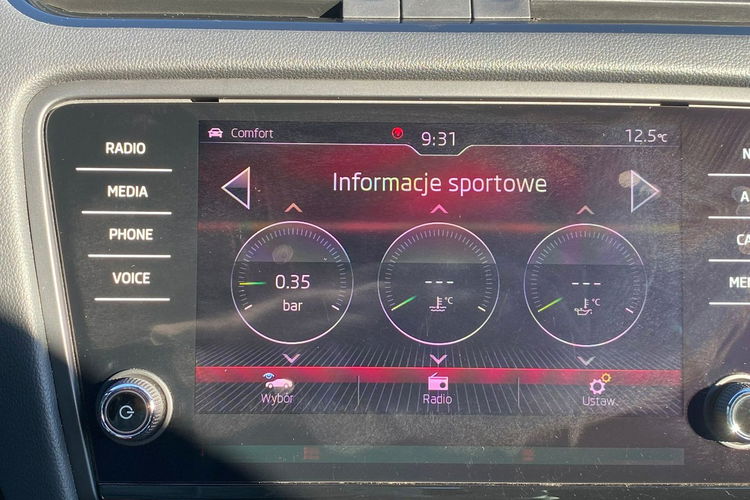 Comfort 9:31 12.5°C
RADIO
MEDIA
PHONE
VOICE
Informacje sportowe
0.35 --- ---
bar °C °C
Wybór Radio Ustaw.